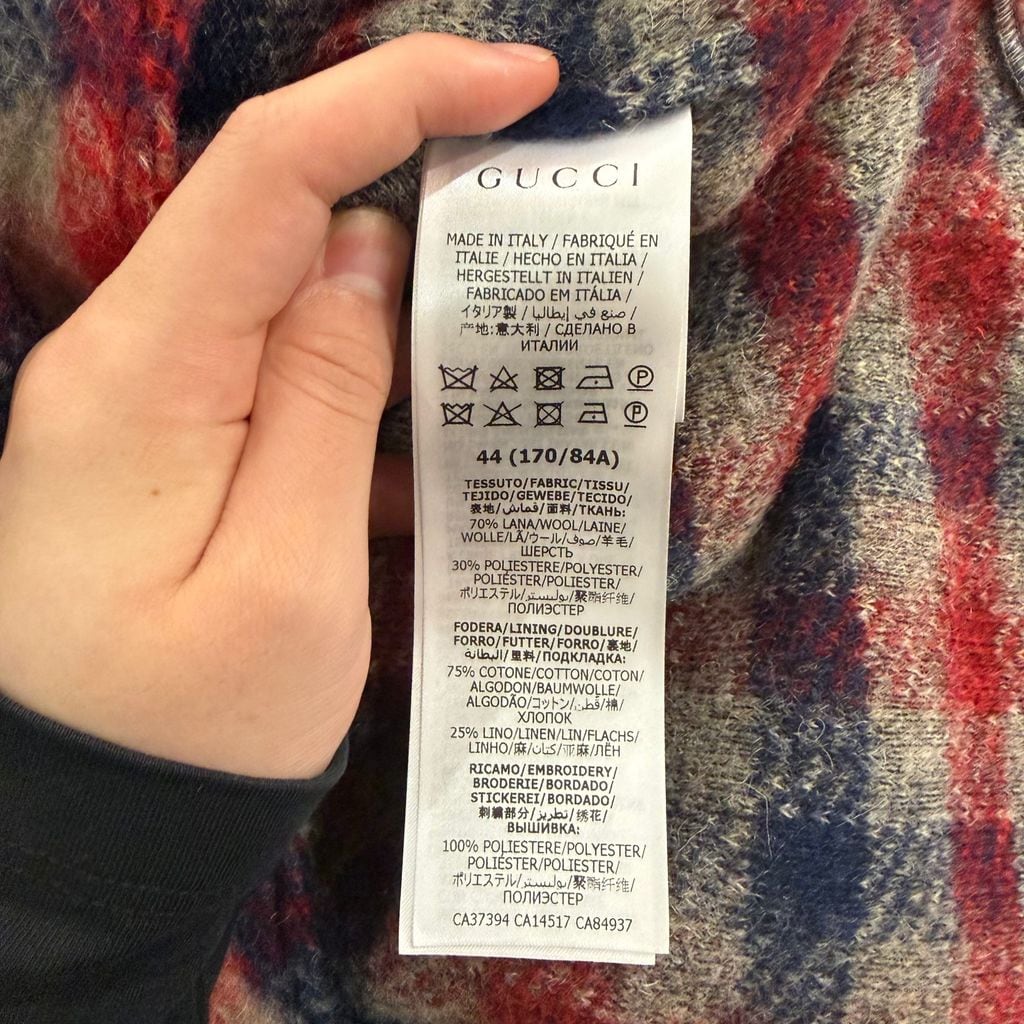 GUCCI
MADE IN ITALY / FABRIQUÉ EN
ITALIE / HECHO EN ITALIA /
HERGESTELLT IN ITALIEN /
FABRICADO EM ITÁLIA /
イタリア製 / صنع في إيطاليا /
产地:意大利 / СДЕЛАНО В
ИТАЛИИ
P
P
44 (170/84A)
TESSUTO/FABRIC/TISSU/
TEJIDO/GEWEBE/TECIDO/
表地/قماش/面料/ТКАНЬ:
70% LANA/WOOL/LAINE/
WOLLE/LÃ/ウール/صوف/羊毛/
ШЕРСТЬ
30% POLIESTERE/POLYESTER/
POLIÉSTER/POLIESTER/
ポリエステル/بوليستر/聚酯纤维/
ПОЛИЭСТЕР
FODERA/LINING/DOUBLURE/
FORRO/FUTTER/FORRO/裏地/
البطانة/里料/ПОДКЛАДКА:
75% COTONE/COTTON/COTON/
ALGODON/BAUMWOLLE/
ALGODÃO/コットン/قطن/棉/
ХЛОПОК
25% LINO/LINEN/LIN/FLACHS/
LINHO/麻/كتان/亚麻/ЛЁН
RICAMO/EMBROIDERY/
BRODERIE/BORDADO/
STICKEREI/BORDADO/
刺繍部分/تطريز/绣花/
ВЫШИВКА:
100% POLIESTERE/POLYESTER/
POLIÉSTER/POLIESTER/
ポリエステル/بوليستر/聚酯纤维/
ПОЛИЭСТЕР
CA37394 CA14517 CA84937